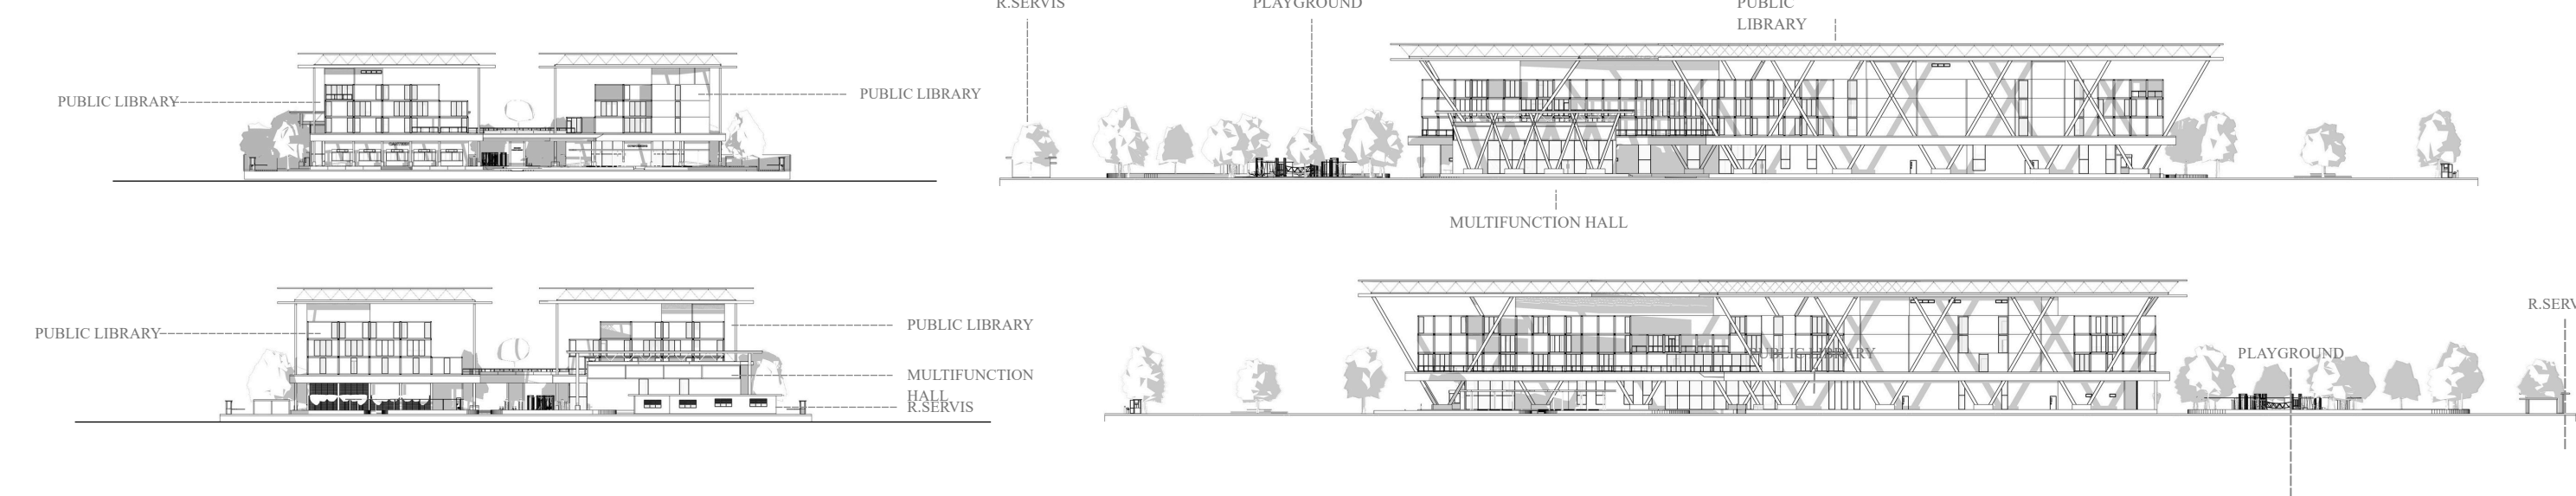 R.SERVIS
PLAYGROUND
PUBLIC
LIBRARY
PUBLIC LIBRARY
PUBLIC LIBRARY
MULTIFUNCTION HALL
PUBLIC LIBRARY
PUBLIC LIBRARY
MULTIFUNCTION
HALL
R.SERVIS
PUBLIC LIBRARY
PLAYGROUND
R.SERV